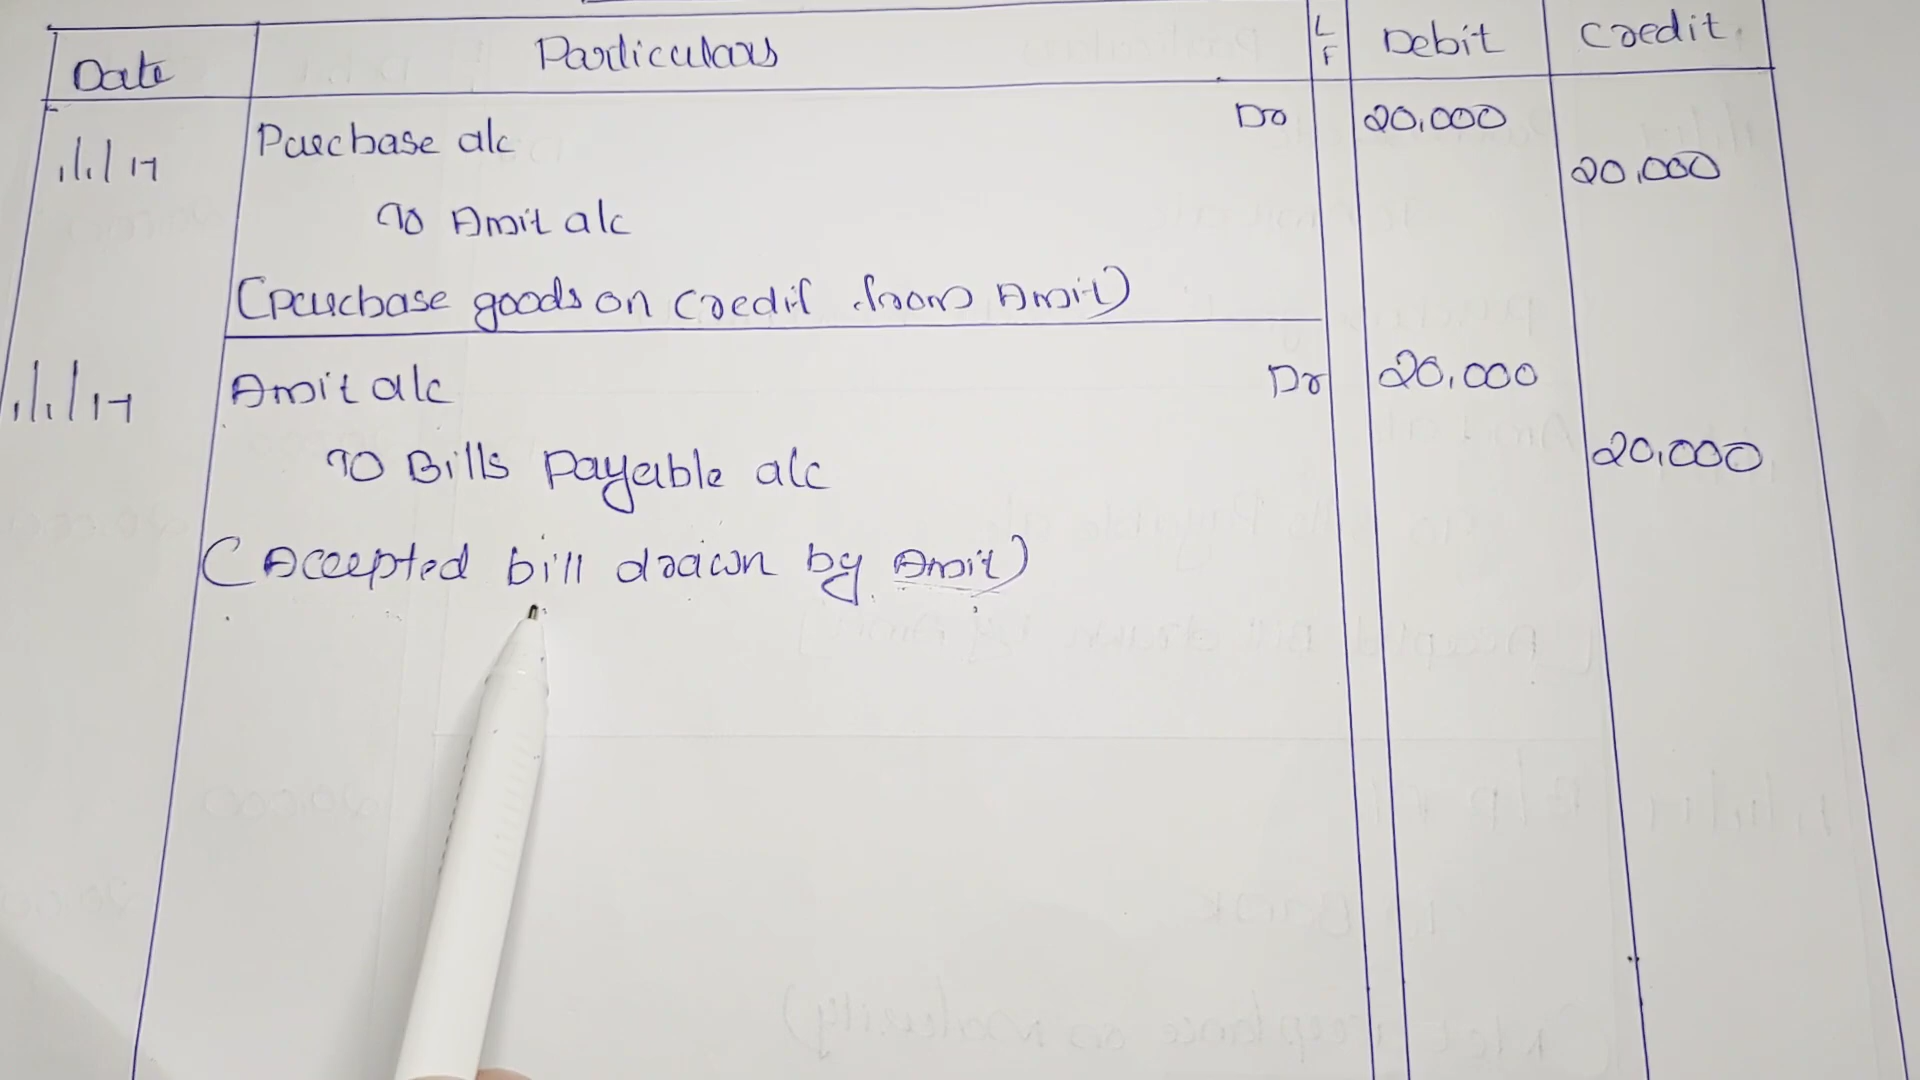 Date Particulars L F Debit Credit
1/1/17 Purchase a/c Dr 20,000
To Amit a/c 20,000
(purchase goods on credit from Amit)
1/1/17 Amit a/c Dr 20,000
To Bills Payable a/c 20,000
(Accepted bill drawn by Amit)